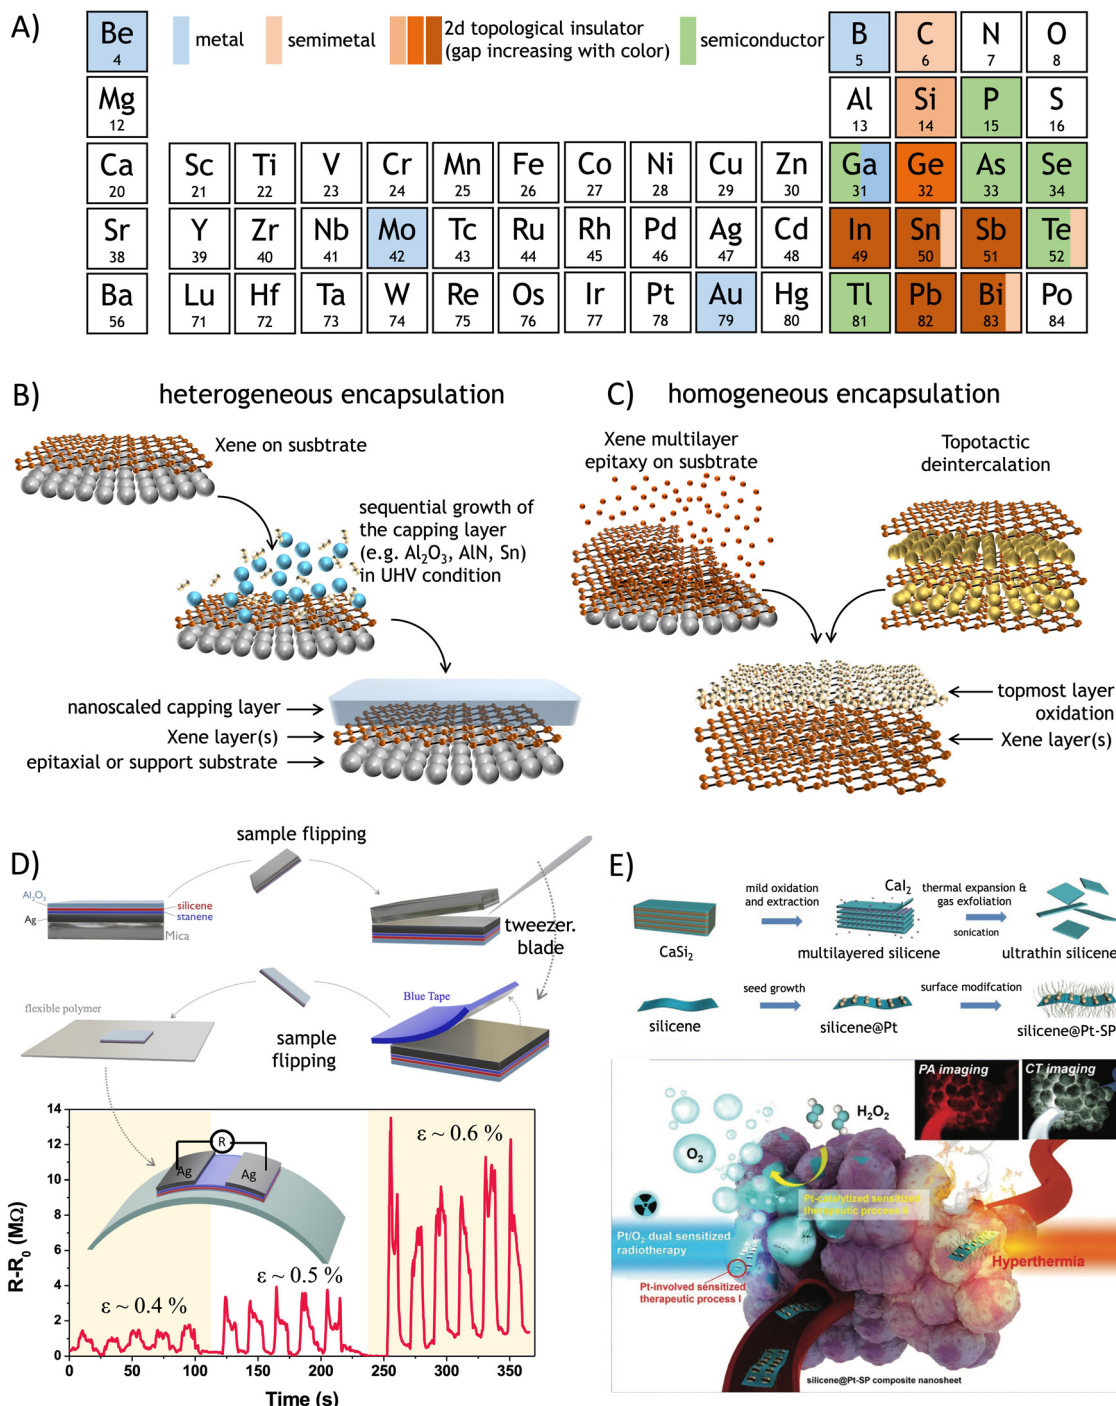 A)
metal
semimetal
2d topological insulator
(gap increasing with color)
semiconductor
Be
4
B
5
C
6
N
7
O
8
Mg
12
Al
13
Si
14
P
15
S
16
Ca
20
Sc
21
Ti
22
V
23
Cr
24
Mn
25
Fe
26
Co
27
Ni
28
Cu
29
Zn
30
Ga
31
Ge
32
As
33
Se
34
Sr
38
Y
39
Zr
40
Nb
41
Mo
42
Tc
43
Ru
44
Rh
45
Pd
46
Ag
47
Cd
48
In
49
Sn
50
Sb
51
Te
52
Ba
56
Lu
71
Hf
72
Ta
73
W
74
Re
75
Os
76
Ir
77
Pt
78
Au
79
Hg
80
Tl
81
Pb
82
Bi
83
Po
84
B)
heterogeneous encapsulation
Xene on susbtrate
sequential growth of
the capping layer
(e.g. Al₂O₃, AlN, Sn)
in UHV condition
nanoscaled capping layer
Xene layer(s)
epitaxial or support substrate
C)
homogeneous encapsulation
Xene multilayer
epitaxy on susbtrate
Topotactic
deintercalation
topmost layer
oxidation
Xene layer(s)
D)
sample flipping
Al₂O₃
silicene
stanene
Ag
Mica
tweezer.
blade
flexible polymer
Blue Tape
sample
flipping
R
Ag
Ag
ε ~ 0.4 %
ε ~ 0.5 %
ε ~ 0.6 %
R-R₀ (MΩ)
14
12
10
8
6
4
2
0
0
50
100
150
200
250
300
350
Time (s)
E)
CaSi₂
mild oxidation
and extraction
CaI₂
multilayered silicene
thermal expansion &
gas exfoliation
sonication
ultrathin silicene
silicene
seed growth
silicene@Pt
surface modifcation
silicene@Pt-SP
PA imaging
CT imaging
H₂O₂
O₂
Pt-catalytized sensitized
therapeutic process II
Pt/O₂ dual sensitized
radiotherapy
Pt-involved sensitized
therapeutic process I
Hyperthermia
silicene@Pt-SP composite nanosheet